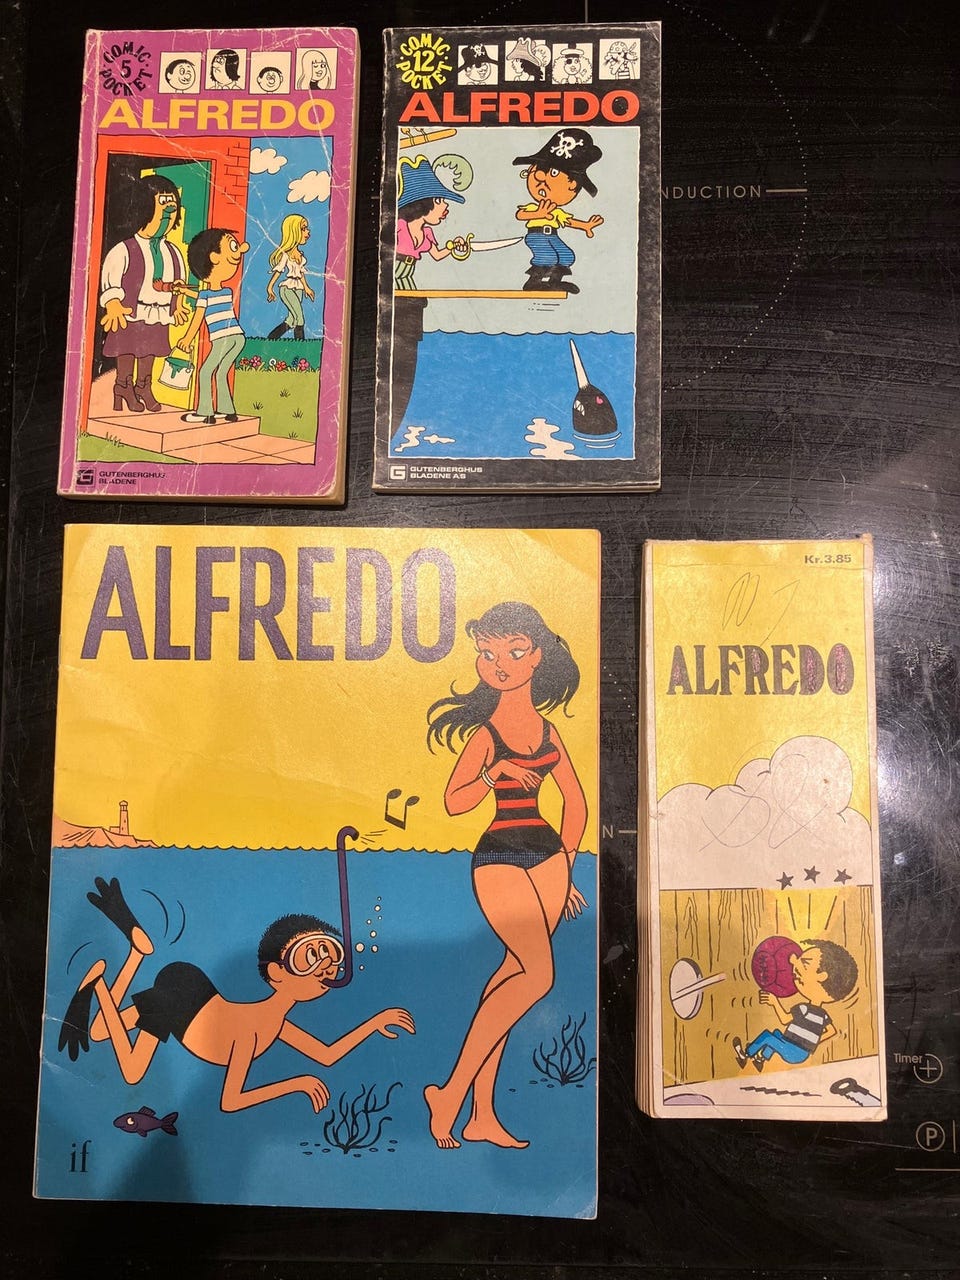 COMIC
5
POCKET
ALFREDO
GUTENBERGHUS
BLADENE
COMIC
12
POCKET
ALFREDO
GUTENBERGHUS
BLADENE A/S
NDUCTION
ALFREDO
if
Kr. 3.85
ALFREDO
N
Timer
P